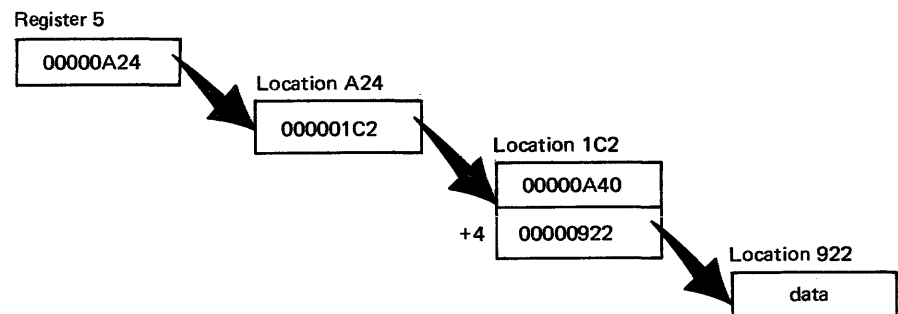 Register 5
00000A24
Location A24
000001C2
Location 1C2
00000A40
+4 00000922
Location 922
data